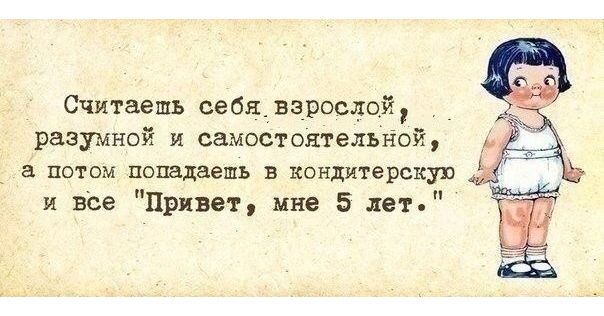 Считаешь себя взрослой,
разумной и самостоятельной,
а потом попадаешь в кондитерскую
и все "Привет, мне 5 лет."